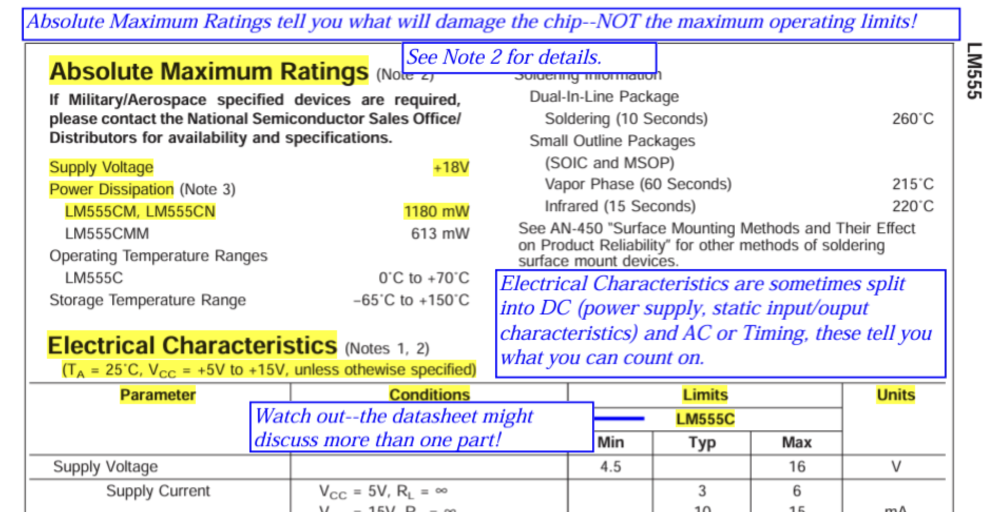 Absolute Maximum Ratings tell you what will damage the chip--NOT the maximum operating limits!
See Note 2 for details.
LM555
Absolute Maximum Ratings (Note 2)
If Military/Aerospace specified devices are required,
please contact the National Semiconductor Sales Office/
Distributors for availability and specifications.
Supply Voltage +18V
Power Dissipation (Note 3)
LM555CM, LM555CN 1180 mW
LM555CMM 613 mW
Operating Temperature Ranges
LM555C 0°C to +70°C
Storage Temperature Range −65°C to +150°C
Soldering Information
Dual-In-Line Package
Soldering (10 Seconds) 260°C
Small Outline Packages
(SOIC and MSOP)
Vapor Phase (60 Seconds) 215°C
Infrared (15 Seconds) 220°C
See AN-450 "Surface Mounting Methods and Their Effect
on Product Reliability" for other methods of soldering
surface mount devices.
Electrical Characteristics are sometimes split
into DC (power supply, static input/ouput
characteristics) and AC or Timing, these tell you
what you can count on.
Electrical Characteristics (Notes 1, 2)
(TA = 25°C, VCC = +5V to +15V, unless othewise specified)
Parameter Conditions Limits Units
Watch out--the datasheet might
discuss more than one part!
LM555C
Min Typ Max
Supply Voltage 4.5 16 V
Supply Current VCC = 5V, RL = ∞ 3 6
= 15V, R = ∞ 10 15 mA